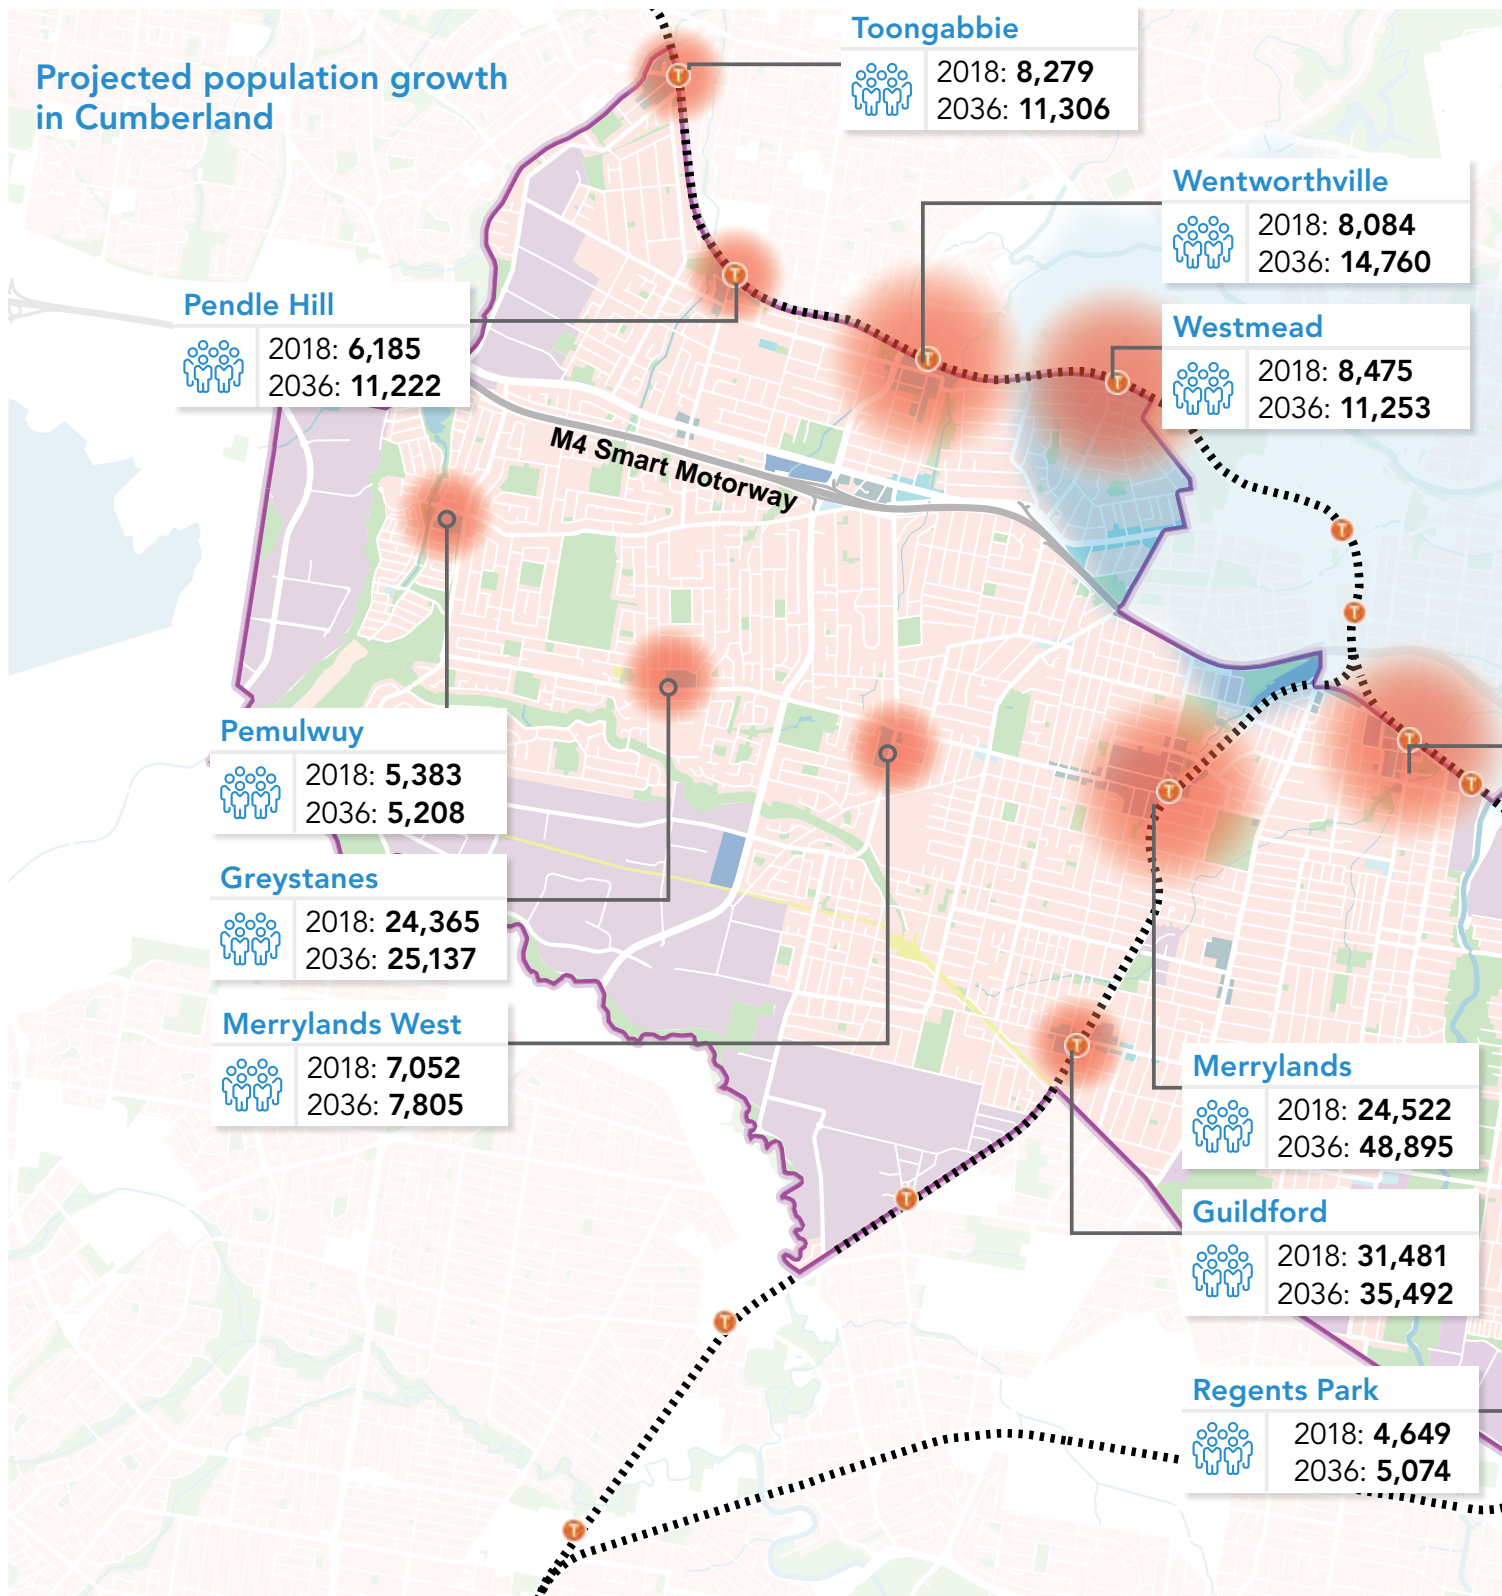 Projected population growth
in Cumberland
Toongabbie
2018: 8,279
2036: 11,306
Wentworthville
2018: 8,084
2036: 14,760
Pendle Hill
2018: 6,185
2036: 11,222
Westmead
2018: 8,475
2036: 11,253
M4 Smart Motorway
Pemulwuy
2018: 5,383
2036: 5,208
Greystanes
2018: 24,365
2036: 25,137
Merrylands West
2018: 7,052
2036: 7,805
Merrylands
2018: 24,522
2036: 48,895
Guildford
2018: 31,481
2036: 35,492
Regents Park
2018: 4,649
2036: 5,074
T
T
T
T
T
T
T
T
T
T
T
T
T